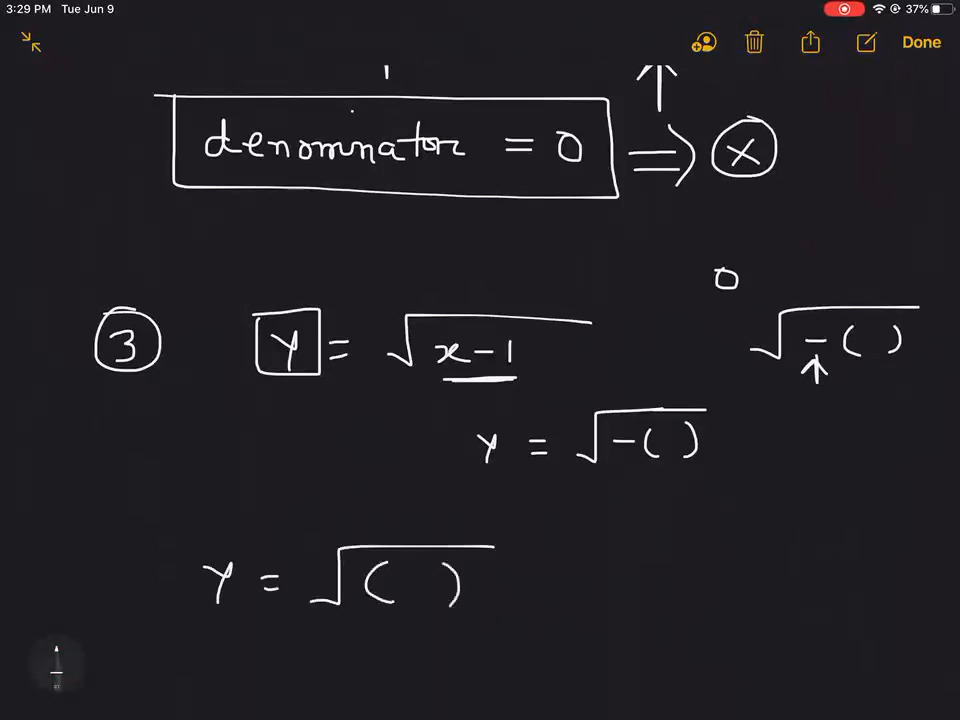 3:29 PM Tue Jun 9 37%
Done
denominator = 0 ⇒ ⓧ
0
③ y = √(x-1) √-( )
y = √-( )
y = √( )